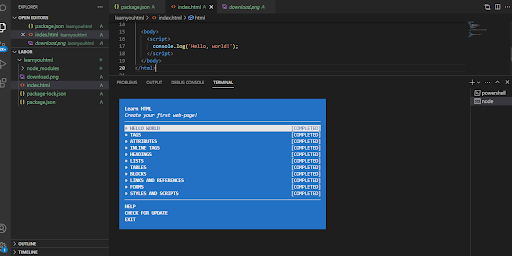 EXPLORER
OPEN EDITORS
package.json learnyouhtml A
index.html learnyouhtml A
download.png learnyouhtml A
LABOR
learnyouhtml
node_modules
download.png A
index.html A
package-lock.json A
package.json A
OUTLINE
TIMELINE
package.json A
index.html A
download.png A
learnyouhtml > index.html > html
14
15 <body>
16 <script>
17 console.log('Hello, world!');
18 </script>
19 </body>
20 </html>
PROBLEMS OUTPUT DEBUG CONSOLE TERMINAL
Learn HTML
Create your first web-page!
» HELLO WORLD [COMPLETED]
» TAGS [COMPLETED]
» ATTRIBUTES [COMPLETED]
» INLINE TAGS [COMPLETED]
» HEADINGS [COMPLETED]
» LISTS [COMPLETED]
» TABLES [COMPLETED]
» BLOCKS [COMPLETED]
» LINKS AND REFERENCES [COMPLETED]
» FORMS [COMPLETED]
» STYLES AND SCRIPTS [COMPLETED]
HELP
CHECK FOR UPDATE
EXIT
powershell
node